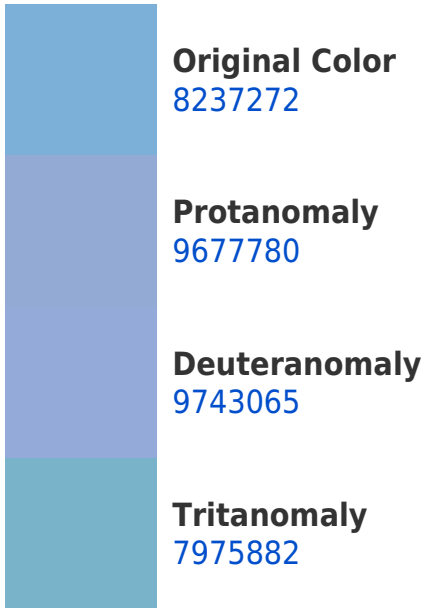 Original Color
8237272
Protanomaly
9677780
Deuteranomaly
9743065
Tritanomaly
7975882